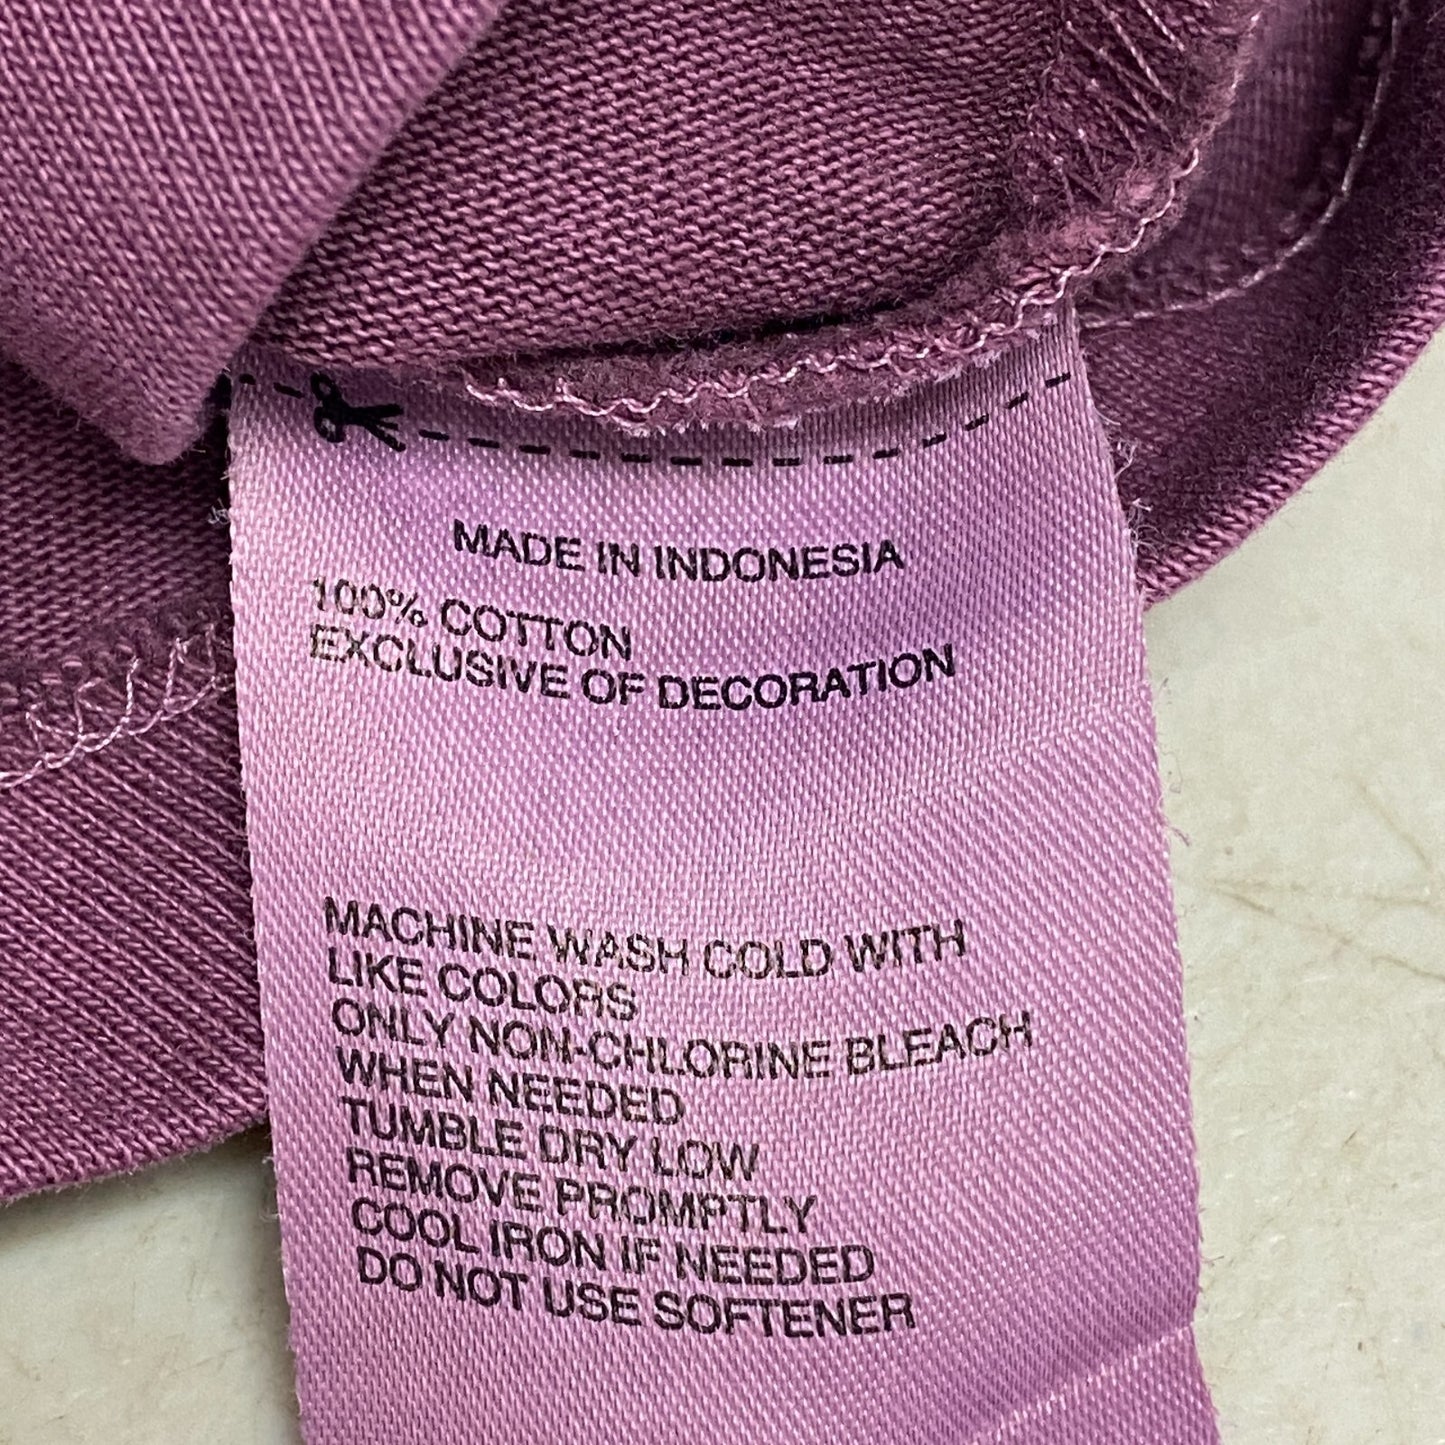 MADE IN INDONESIA
100% COTTON
EXCLUSIVE OF DECORATION
MACHINE WASH COLD WITH
LIKE COLORS
ONLY NON-CHLORINE BLEACH
WHEN NEEDED
TUMBLE DRY LOW
REMOVE PROMPTLY
COOL IRON IF NEEDED
DO NOT USE SOFTENER